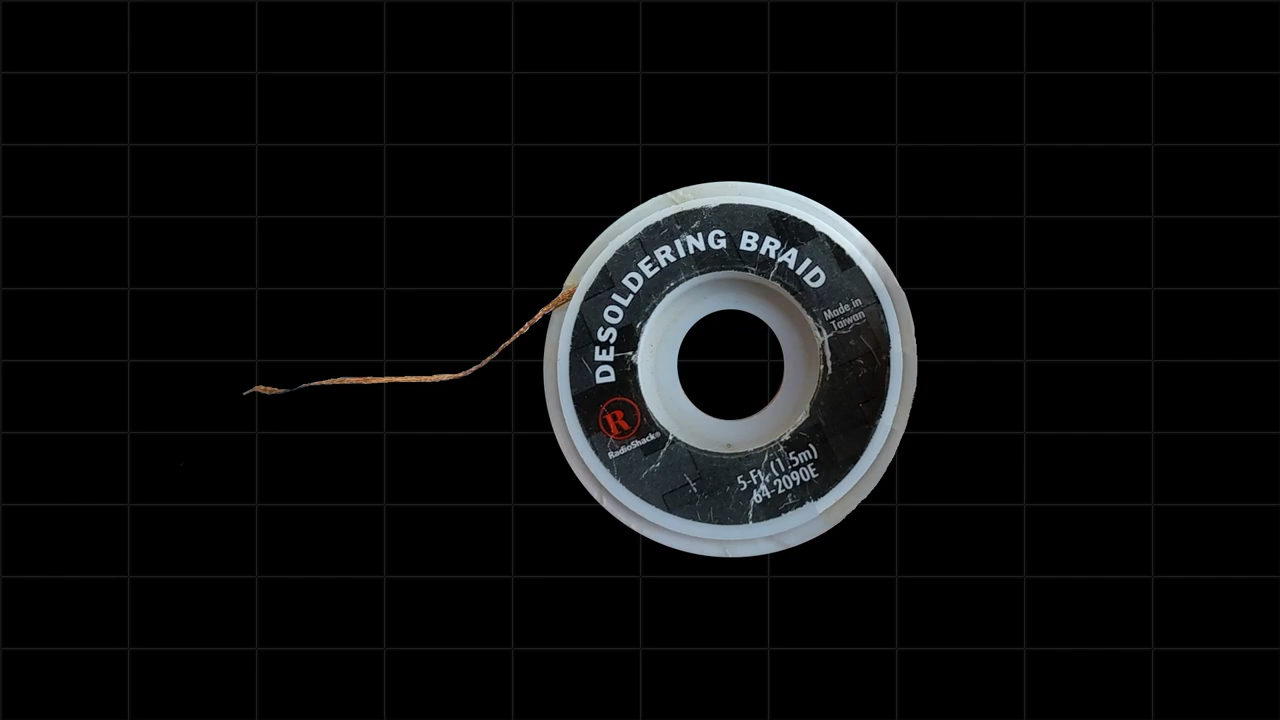 DESOLDERING BRAID
Made in
Taiwan
R
RadioShack®
5-Ft. (1.5m)
64-2090E